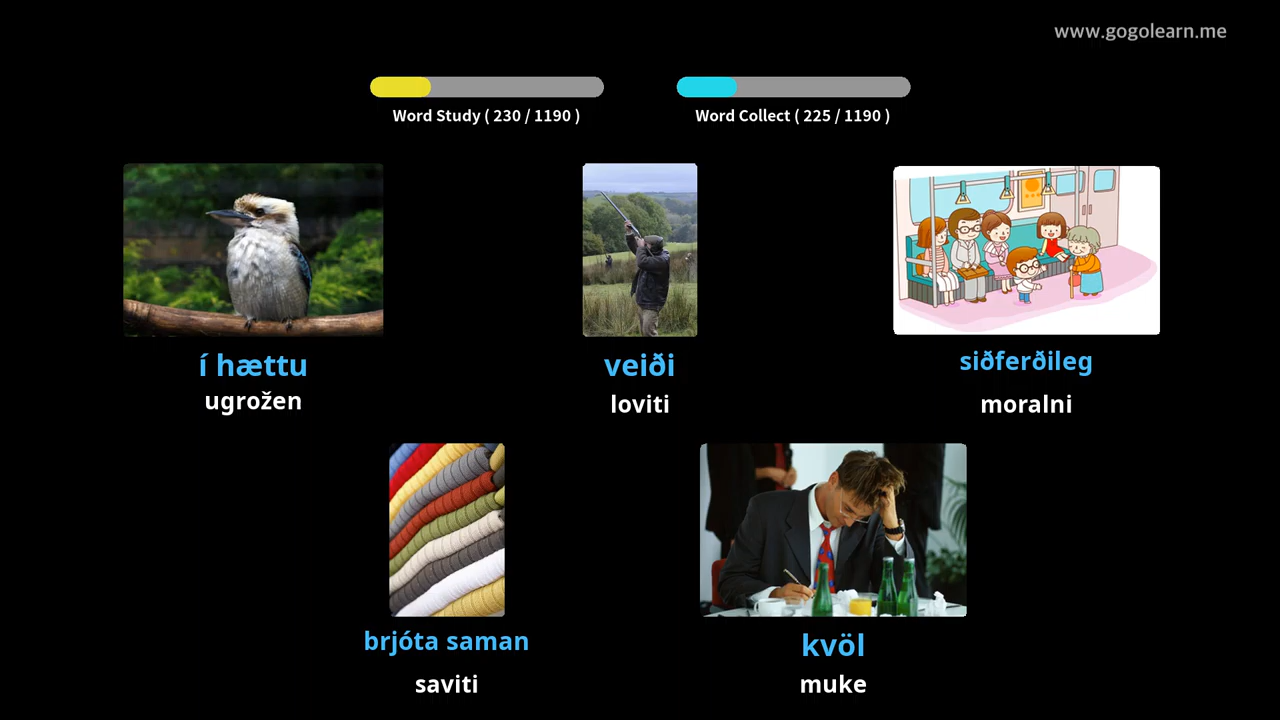 www.gogolearn.me
Word Study ( 230 / 1190 )
Word Collect ( 225 / 1190 )
í hættu
ugrožen
veiði
loviti
siðferðileg
moralni
brjóta saman
saviti
kvöl
muke